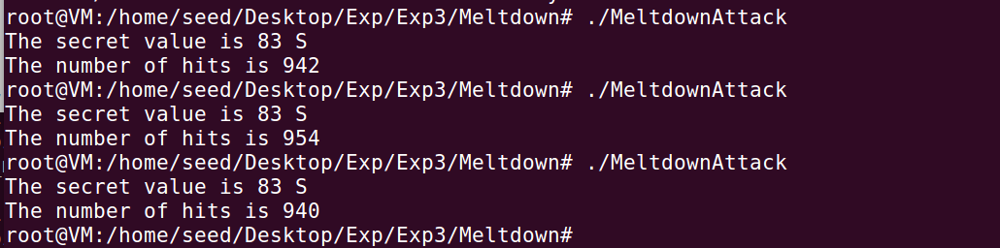 root@VM:/home/seed/Desktop/Exp/Exp3/Meltdown# ./MeltdownAttack
The secret value is 83 S
The number of hits is 942
root@VM:/home/seed/Desktop/Exp/Exp3/Meltdown# ./MeltdownAttack
The secret value is 83 S
The number of hits is 954
root@VM:/home/seed/Desktop/Exp/Exp3/Meltdown# ./MeltdownAttack
The secret value is 83 S
The number of hits is 940
root@VM:/home/seed/Desktop/Exp/Exp3/Meltdown#